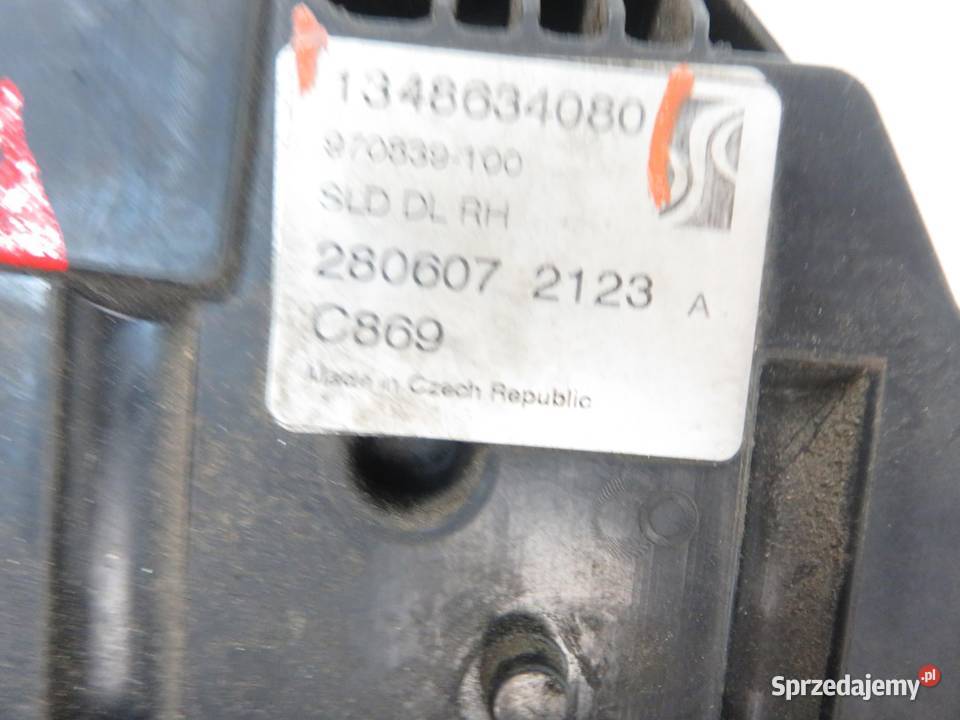 1348634080
970839-100
SLD DL RH
280607 2123 A
C869
Made in Czech Republic
Sprzedajemy.pl